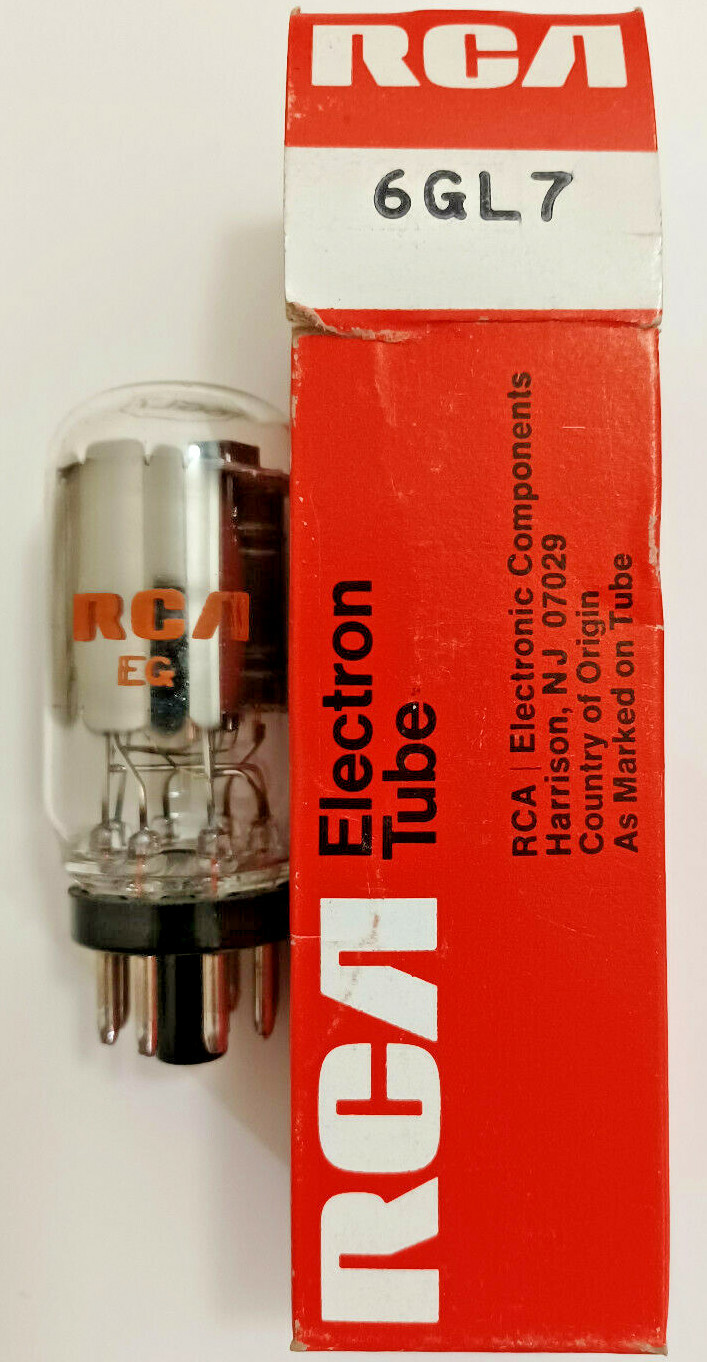 RCA
6GL7
RCA
EG
RCA Electron
Tube
RCA | Electronic Components
Harrison, NJ 07029
Country of Origin
As Marked on Tube